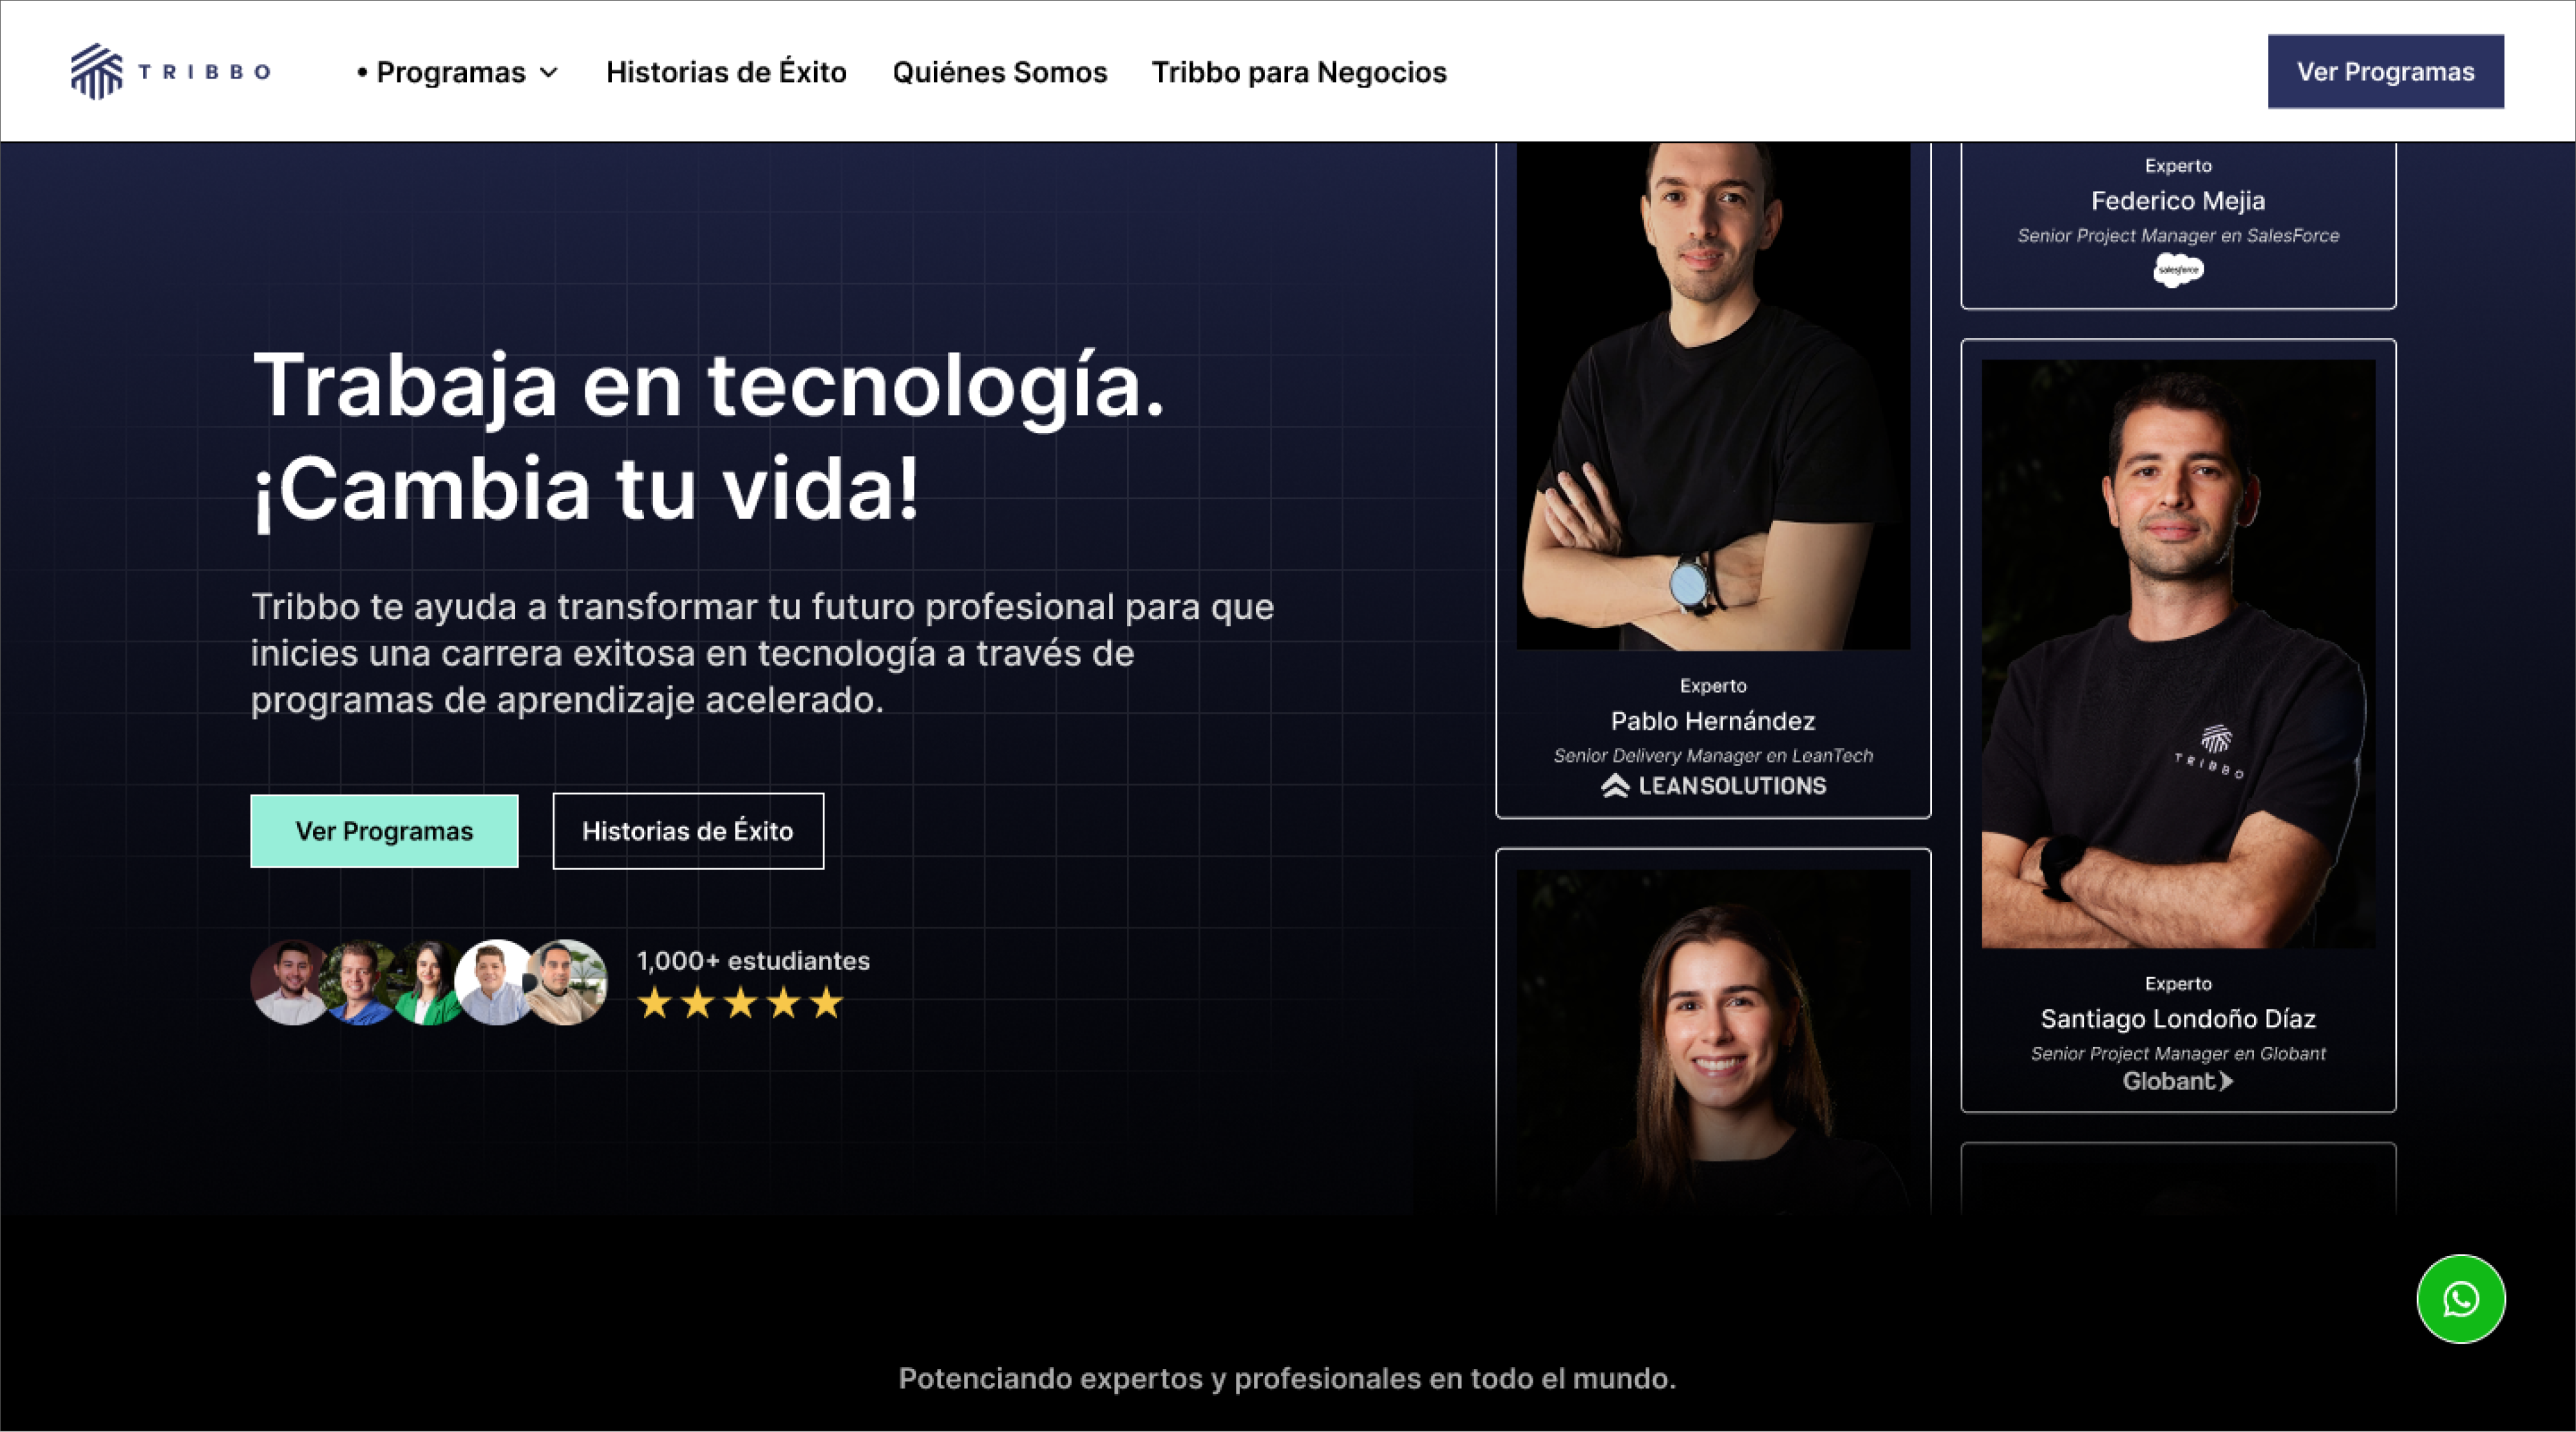 TRIBBO
• Programas
Historias de Éxito
Quiénes Somos
Tribbo para Negocios
Ver Programas
Trabaja en tecnología.
¡Cambia tu vida!
Tribbo te ayuda a transformar tu futuro profesional para que
inicies una carrera exitosa en tecnología a través de
programas de aprendizaje acelerado.
Ver Programas
Historias de Éxito
1,000+ estudiantes
Experto
Pablo Hernández
Senior Delivery Manager en LeanTech
LEANSOLUTIONS
Experto
Federico Mejia
Senior Project Manager en SalesForce
salesforce
TRIBBO
Experto
Santiago Londoño Díaz
Senior Project Manager en Globant
Globant
Potenciando expertos y profesionales en todo el mundo.